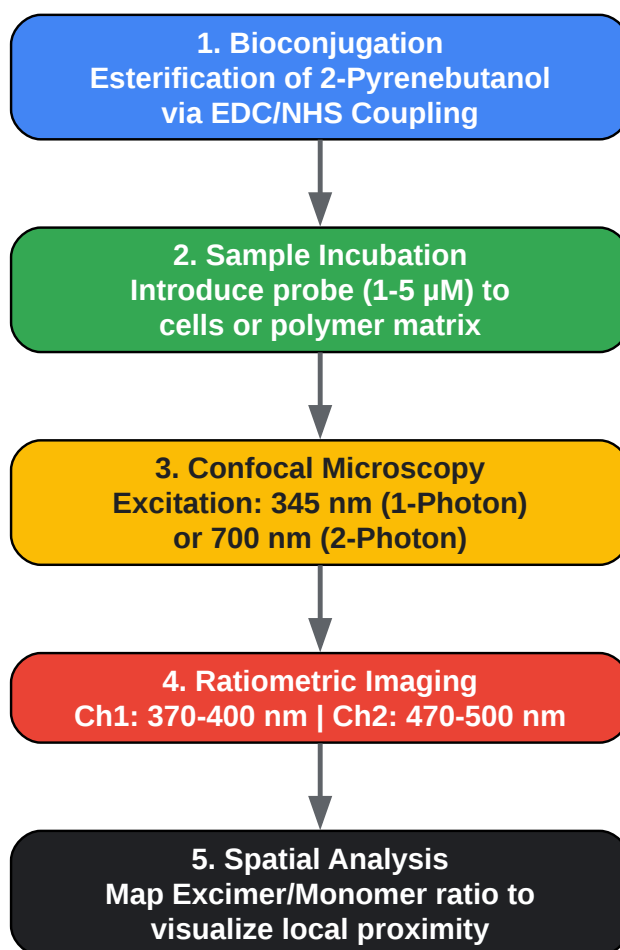 1. Bioconjugation
Esterification of 2-Pyrenebutanol
via EDC/NHS Coupling
2. Sample Incubation
Introduce probe (1-5 µM) to
cells or polymer matrix
3. Confocal Microscopy
Excitation: 345 nm (1-Photon)
or 700 nm (2-Photon)
4. Ratiometric Imaging
Ch1: 370-400 nm | Ch2: 470-500 nm
5. Spatial Analysis
Map Excimer/Monomer ratio to
visualize local proximity